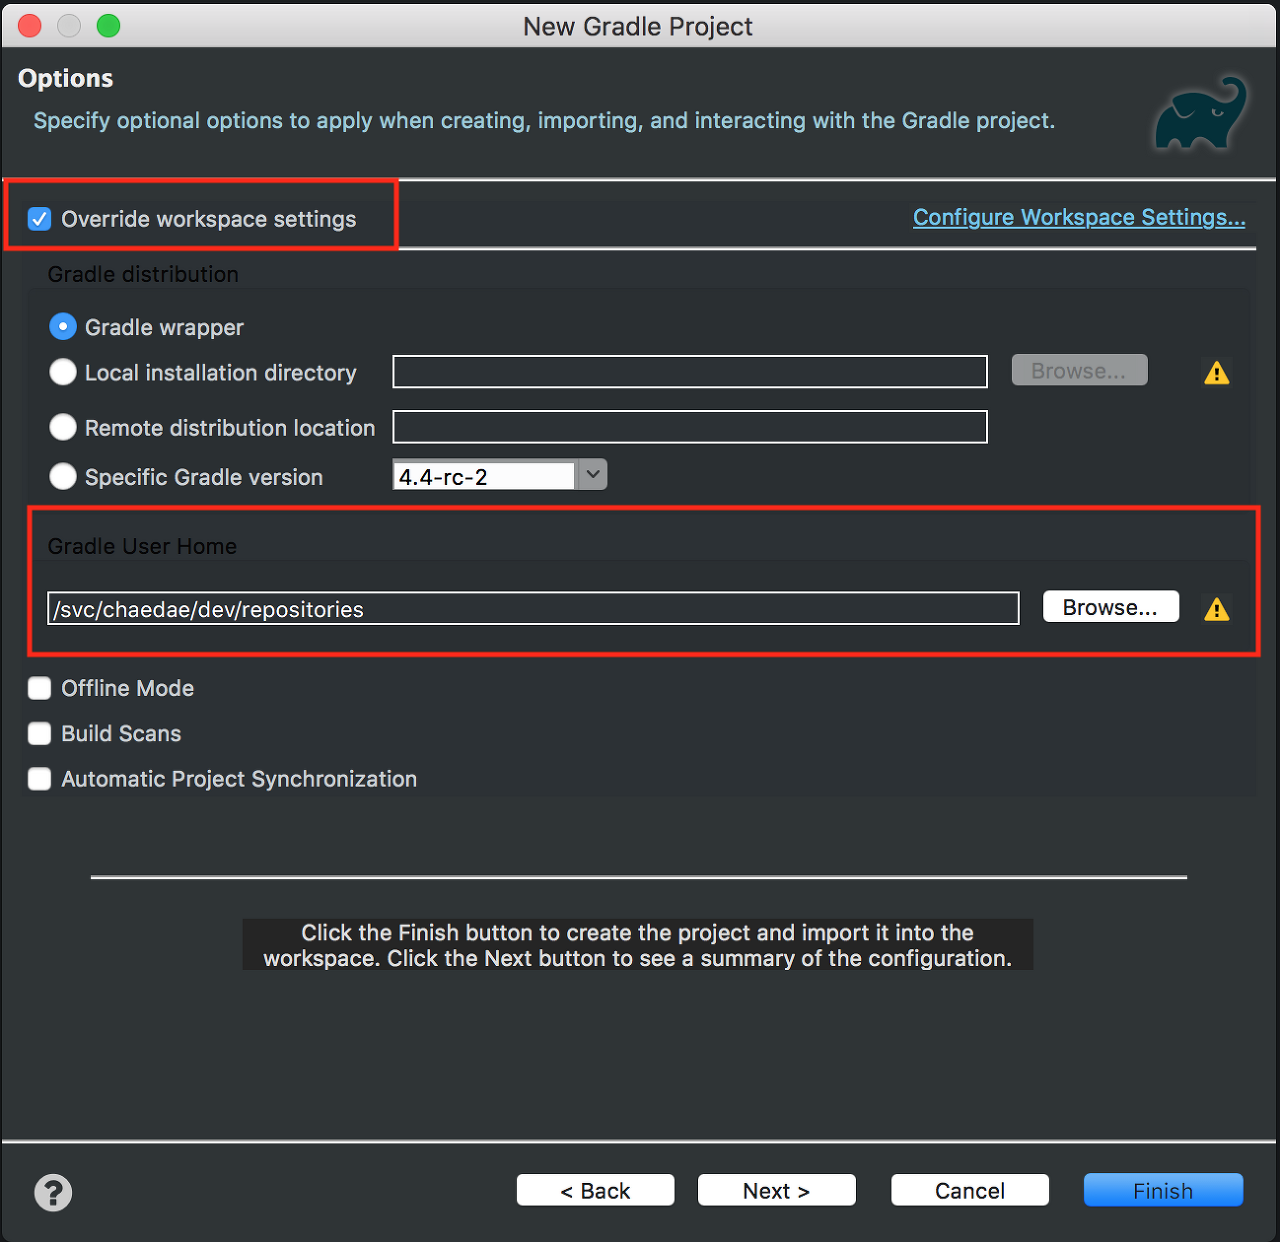 New Gradle Project
Options
Specify optional options to apply when creating, importing, and interacting with the Gradle project.
Override workspace settings
Configure Workspace Settings...
Gradle distribution
Gradle wrapper
Local installation directory
Browse...
Remote distribution location
Specific Gradle version
4.4-rc-2
Gradle User Home
/svc/chaedae/dev/repositories
Browse...
Offline Mode
Build Scans
Automatic Project Synchronization
Click the Finish button to create the project and import it into the
workspace. Click the Next button to see a summary of the configuration.
?
< Back
Next >
Cancel
Finish